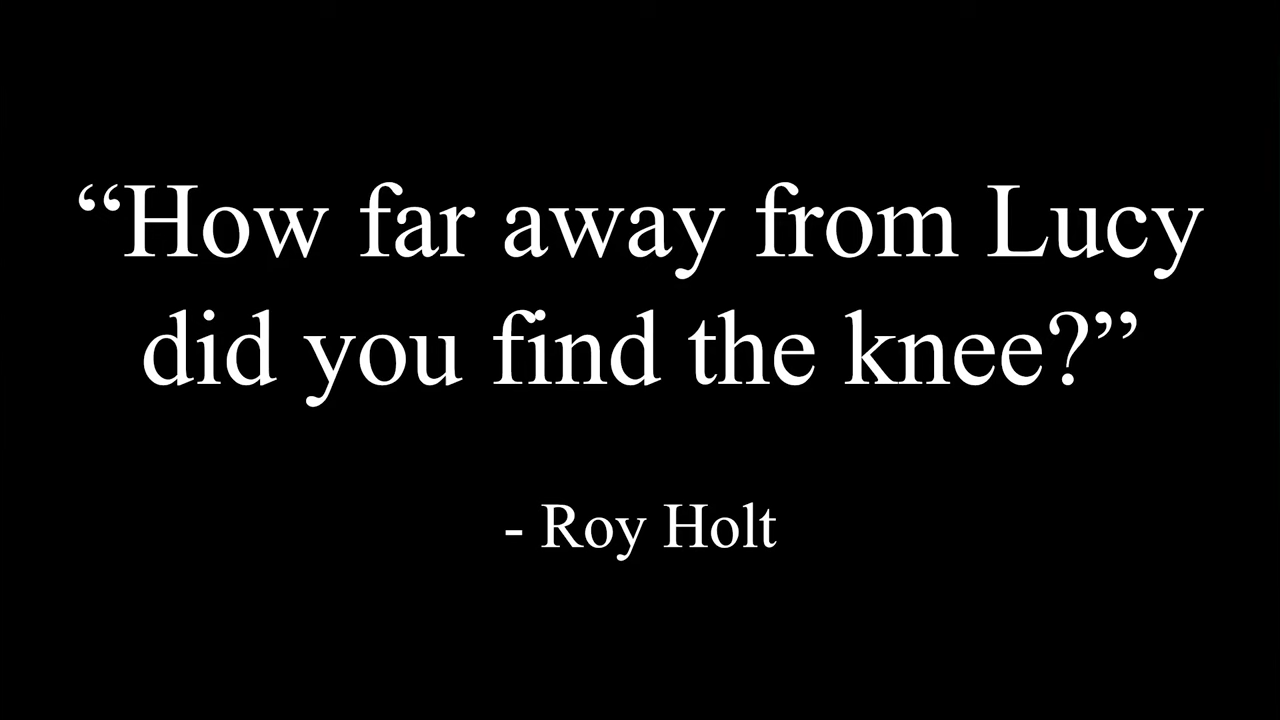 “How far away from Lucy
did you find the knee?”
- Roy Holt